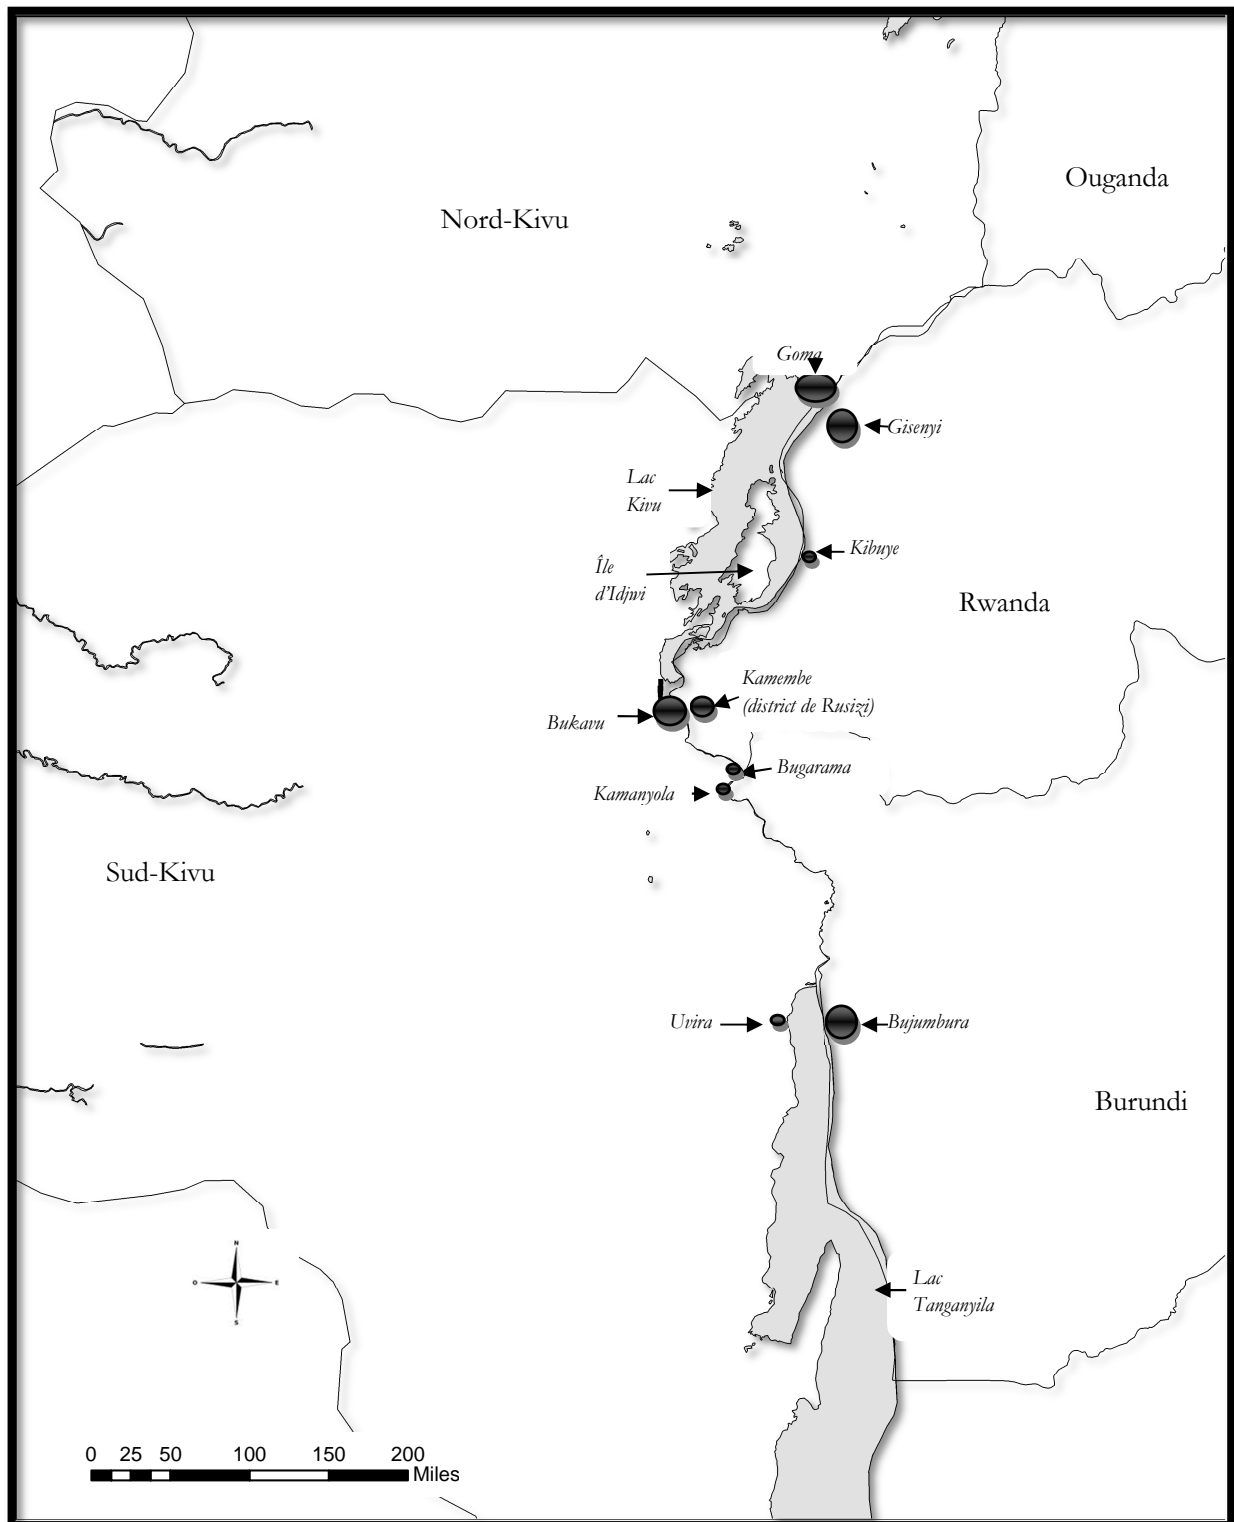 Ouganda
Nord-Kivu
Goma
Gisenyi
Lac
Kivu
Kibuye
Île
d'Idjwi
Rwanda
Kamembe
(district de Rusizi)
Bukavu
Bugarama
Kamanyola
Sud-Kivu
Uvira
Bujumbura
Burundi
N
O
E
S
Lac
Tanganyila
0 25 50 100 150 200
Miles